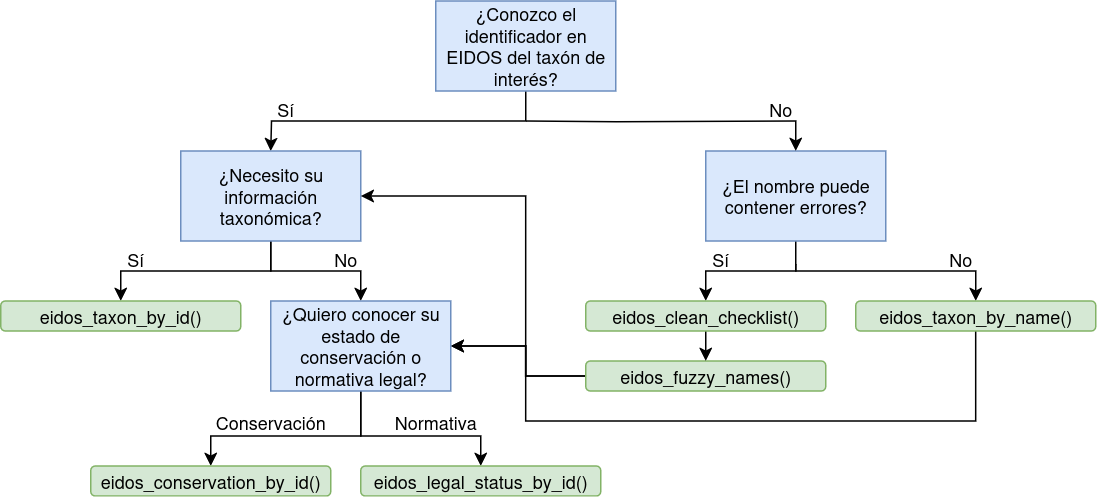 ¿Conozco el
identificador en
EIDOS del taxón de
interés?
Sí
No
¿Necesito su
información
taxonómica?
¿El nombre puede
contener errores?
Sí
No
Sí
No
eidos_taxon_by_id()
¿Quiero conocer su
estado de
conservación o
normativa legal?
eidos_clean_checklist()
eidos_taxon_by_name()
eidos_fuzzy_names()
Conservación
Normativa
eidos_conservation_by_id()
eidos_legal_status_by_id()